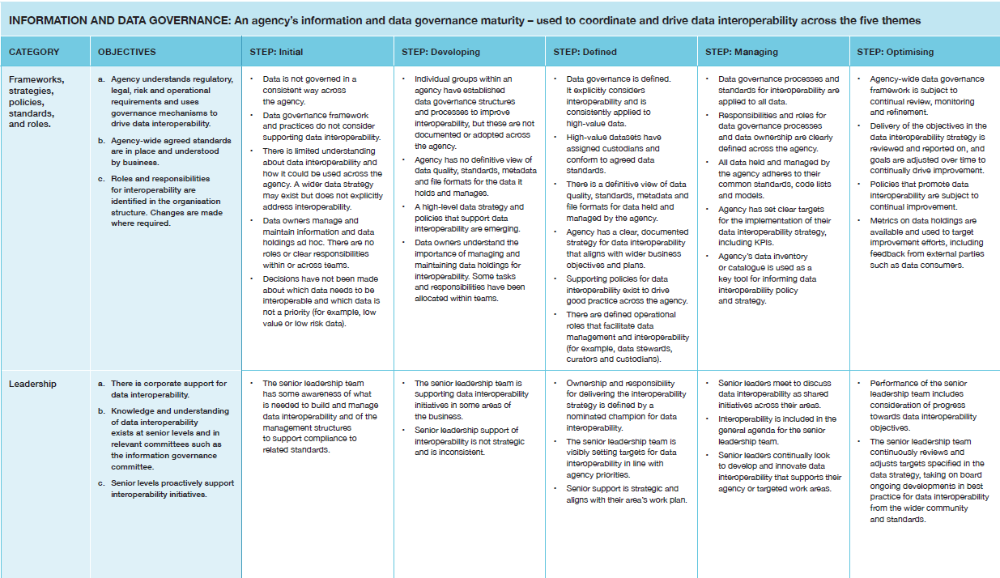 INFORMATION AND DATA GOVERNANCE: An agency's information and data governance maturity – used to coordinate and drive data interoperability across the five themes
CATEGORY
OBJECTIVES
STEP: Initial
STEP: Developing
STEP: Defined
STEP: Managing
STEP: Optimising
Frameworks,
strategies,
policies,
standards,
and roles.
a. Agency understands regulatory,
legal, risk and operational
requirements and uses
governance mechanisms to
drive data interoperability.
b. Agency-wide agreed standards
are in place and understood
by business.
c. Roles and responsibilities
for interoperability are
identified in the organisation
structure. Changes are made
where required.
• Data is not governed in a
consistent way across
the agency.
• Data governance framework
and practices do not consider
supporting data interoperability.
• There is limited understanding
about data interoperability and
how it could be used across the
agency. A wider data strategy
may exist but does not explicitly
address interoperability.
• Data owners manage and
maintain information and data
holdings ad hoc. There are no
roles or clear responsibilities
within or across teams.
• Decisions have not been made
about which data needs to be
interoperable and which data is
not a priority (for example, low
value or low risk data).
• Individual groups within an
agency have established
data governance structures
and processes to improve
interoperability, but these are not
documented or adopted across
the agency.
• Agency has no definitive view of
data quality, standards, metadata
and file formats for the data it
holds and manages.
• A high-level data strategy and
policies that support data
interoperability are emerging.
• Data owners understand the
importance of managing and
maintaining data holdings for
interoperability. Some tasks
and responsibilities have been
allocated within teams.
• Data governance is defined.
It explicitly considers
interoperability and is
consistently applied to
high-value data.
• High-value datasets have
assigned custodians and
conform to agreed data
standards.
• There is a definitive view of data
quality, standards, metadata and
file formats for data held and
managed by the agency.
• Agency has a clear, documented
strategy for data interoperability
that aligns with wider business
objectives and plans.
• Supporting policies for data
interoperability exist to drive
good practice across the agency.
• There are defined operational
roles that facilitate data
management and interoperability
(for example, data stewards,
curators and custodians).
• Data governance processes and
standards for interoperability are
applied to all data.
• Responsibilities and roles for
data governance processes
and data ownership are clearly
defined across the agency.
• All data held and managed by
the agency adheres to their
common standards, code lists
and models.
• Agency has set clear targets
for the implementation of their
data interoperability strategy,
including KPIs.
• Agency's data inventory
or catalogue is used as a
key tool for informing data
interoperability policy
and strategy.
• Agency-wide data governance
framework is subject to
continual review, monitoring
and refinement.
• Delivery of the objectives in the
data interoperability strategy is
reviewed and reported on, and
goals are adjusted over time to
continually drive improvement.
• Policies that promote data
interoperability are subject to
continual improvement.
• Metrics on data holdings are
available and used to target
improvement efforts, including
feedback from external parties
such as data consumers.
Leadership
a. There is corporate support for
data interoperability.
b. Knowledge and understanding
of data interoperability
exists at senior levels and in
relevant committees such as
the information governance
committee.
c. Senior levels proactively support
interoperability initiatives.
• The senior leadership team
has some awareness of what
is needed to build and manage
data interoperability and of the
management structures
to support compliance to
related standards.
• The senior leadership team is
supporting data interoperability
initiatives in some areas of
the business.
• Senior leadership support of
interoperability is not strategic
and is inconsistent.
• Ownership and responsibility
for delivering the interoperability
strategy is defined by a
nominated champion for data
interoperability.
• The senior leadership team is
visibly setting targets for data
interoperability in line with
agency priorities.
• Senior support is strategic and
aligns with their area's work plan.
• Senior leaders meet to discuss
data interoperability as shared
initiatives across their areas.
• Interoperability is included in the
general agenda for the senior
leadership team.
• Senior leaders continually look
to develop and innovate data
interoperability that supports their
agency or targeted work areas.
• Performance of the senior
leadership team includes
consideration of progress
towards data interoperability
objectives.
• The senior leadership team
continuously reviews and
adjusts targets specified in the
data strategy, taking on board
ongoing developments in best
practice for data interoperability
from the wider community
and standards.